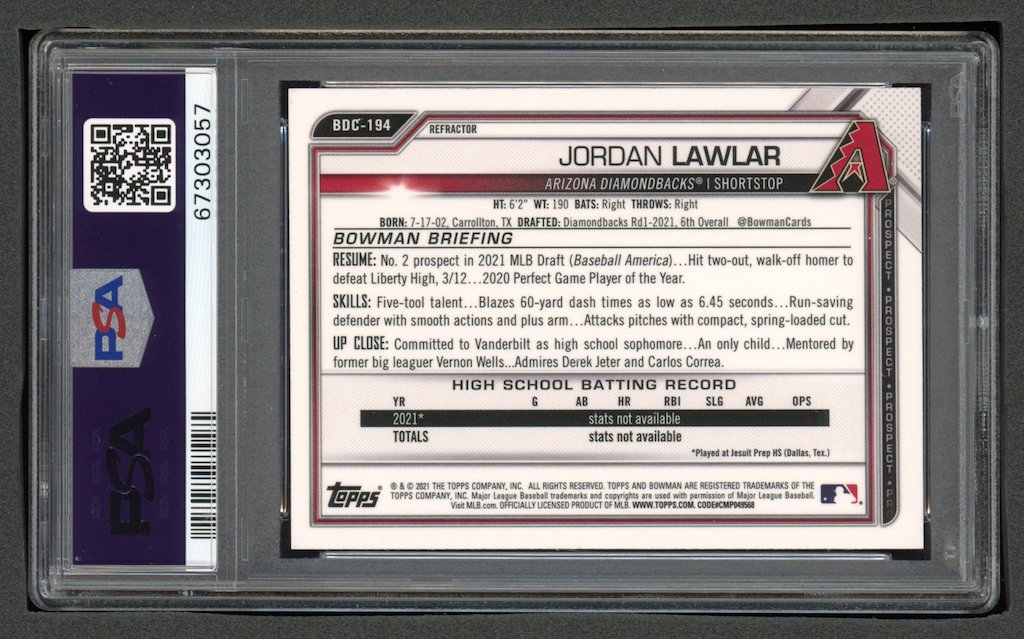 67303057
PSA
PSA
BDC-194
REFRACTOR
JORDAN LAWLAR
ARIZONA DIAMONDBACKS® | SHORTSTOP
HT: 6'2" WT: 190 BATS: Right THROWS: Right
BORN: 7-17-02, Carrollton, TX DRAFTED: Diamondbacks Rd1-2021, 6th Overall @BowmanCards
BOWMAN BRIEFING
RESUME: No. 2 prospect in 2021 MLB Draft (Baseball America)...Hit two-out, walk-off homer to
defeat Liberty High, 3/12...2020 Perfect Game Player of the Year.
SKILLS: Five-tool talent...Blazes 60-yard dash times as low as 6.45 seconds...Run-saving
defender with smooth actions and plus arm...Attacks pitches with compact, spring-loaded cut.
UP CLOSE: Committed to Vanderbilt as high school sophomore...An only child...Mentored by
former big leaguer Vernon Wells...Admires Derek Jeter and Carlos Correa.
HIGH SCHOOL BATTING RECORD
YR G AB HR RBI SLG AVG OPS
2021* stats not available
TOTALS stats not available
*Played at Jesuit Prep HS (Dallas, Tex.)
topps®
® & © 2021 THE TOPPS COMPANY, INC. ALL RIGHTS RESERVED. TOPPS AND BOWMAN ARE REGISTERED TRADEMARKS OF THE
TOPPS COMPANY, INC. Major League Baseball trademarks and copyrights are used with permission of Major League Baseball.
Visit MLB.com. OFFICIALLY LICENSED PRODUCT OF MLB. WWW.TOPPS.COM. CODE#CMP049568
PROSPECT • PROSPECT • PROSPECT • PROSPECT • PR